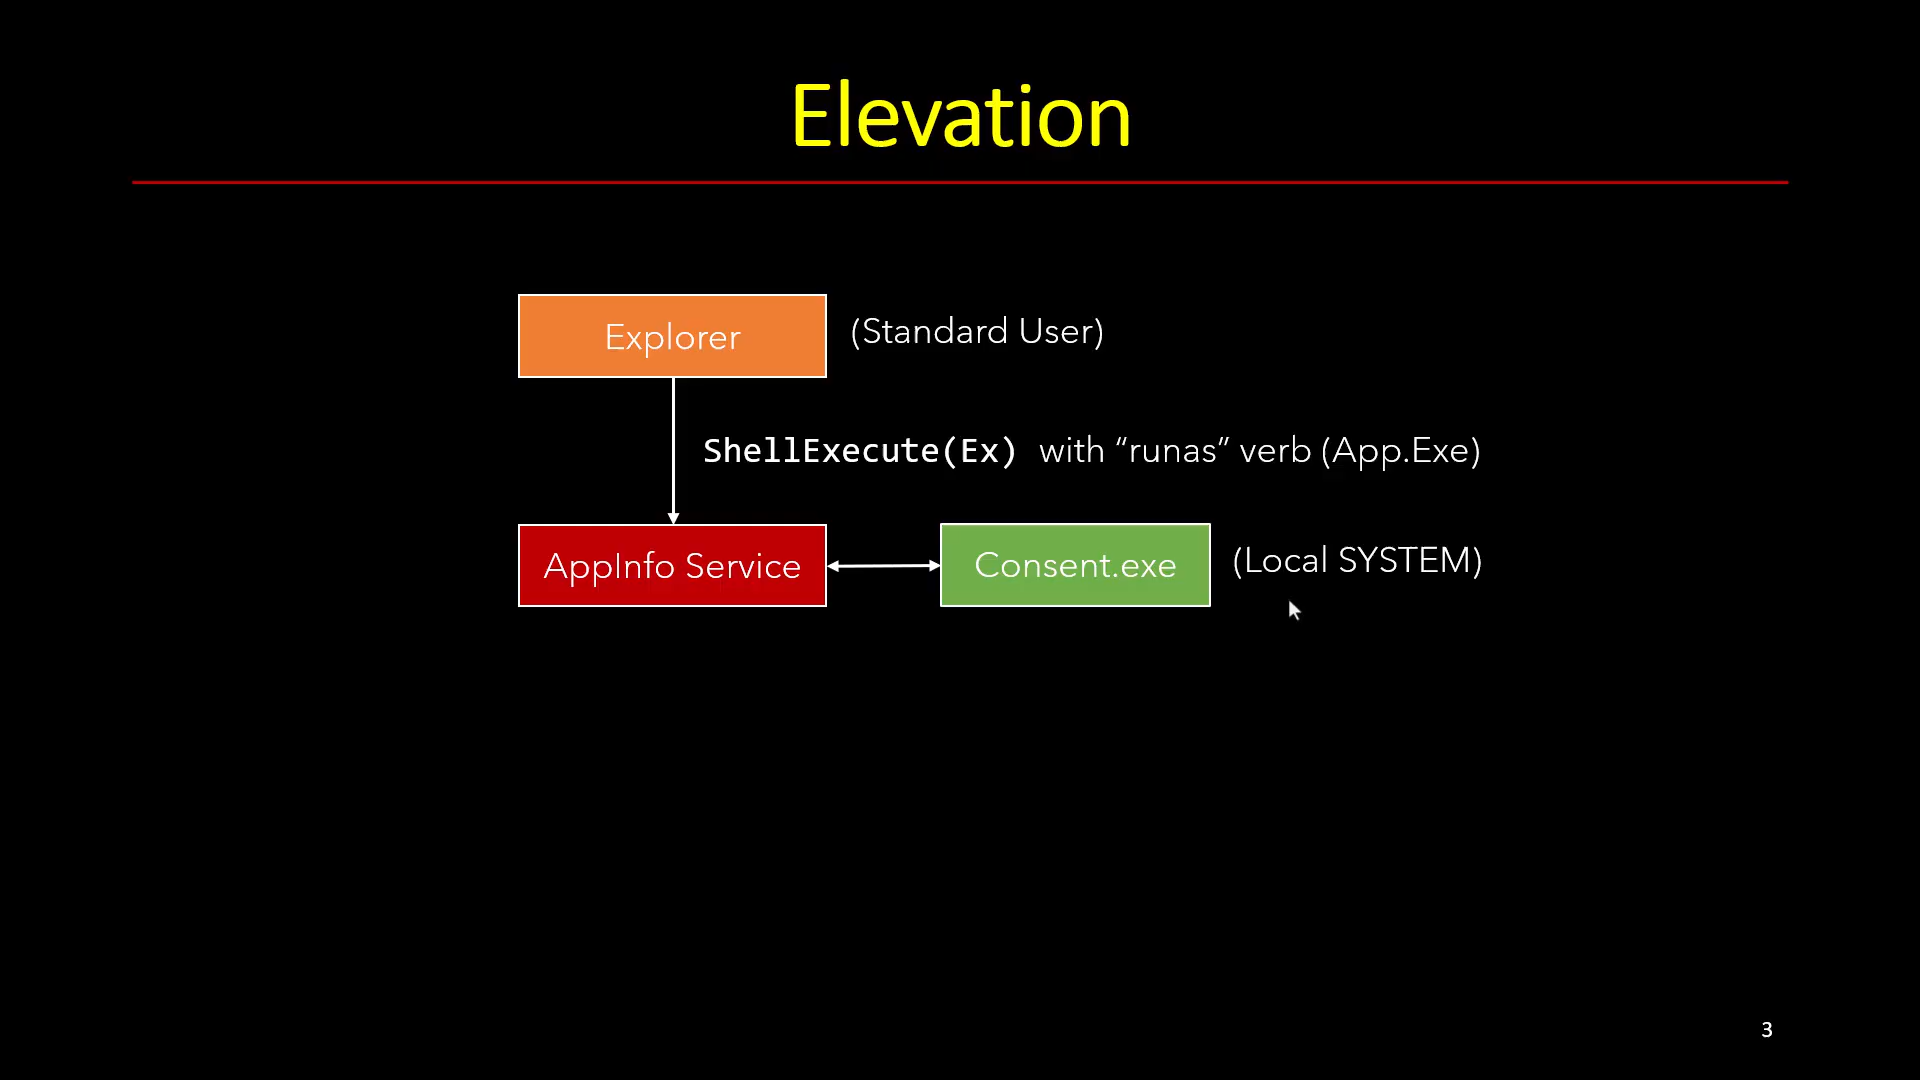 Elevation
Explorer
(Standard User)
ShellExecute(Ex) with “runas” verb (App.Exe)
AppInfo Service
Consent.exe
(Local SYSTEM)
3